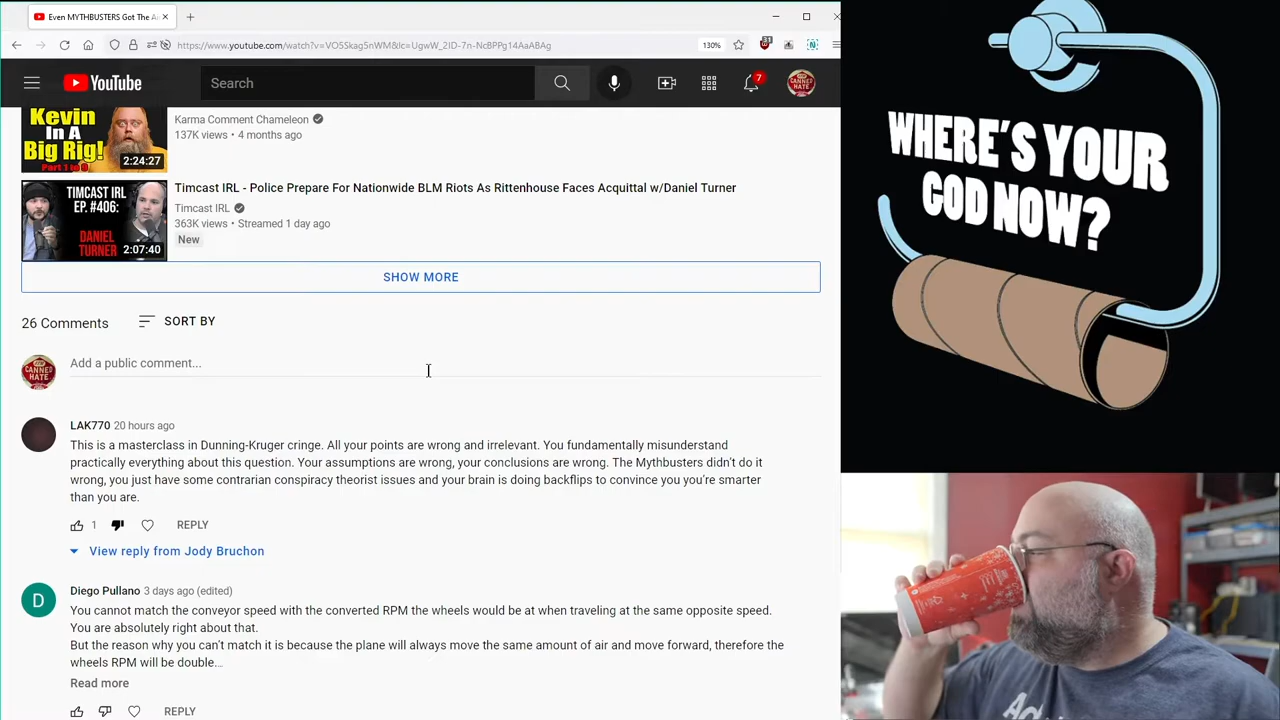 Even MYTHBUSTERS Got The A
https://www.youtube.com/watch?v=VO5Skag5nWM&lc=UgwW_2ID-7n-NcBPPg14AaABAg
130%
31
N
YouTube
Search
7
CANNED
HATE
Kevin
In A
Big Rig!
2:24:27
Karma Comment Chameleon
137K views • 4 months ago
TIMCAST IRL
EP. #406:
DANIEL
TURNER
2:07:40
Timcast IRL - Police Prepare For Nationwide BLM Riots As Rittenhouse Faces Acquittal w/Daniel Turner
Timcast IRL
363K views • Streamed 1 day ago
New
SHOW MORE
26 Comments
SORT BY
CANNED
HATE
Add a public comment...
LAK770 20 hours ago
This is a masterclass in Dunning-Kruger cringe. All your points are wrong and irrelevant. You fundamentally misunderstand
practically everything about this question. Your assumptions are wrong, your conclusions are wrong. The Mythbusters didn't do it
wrong, you just have some contrarian conspiracy theorist issues and your brain is doing backflips to convince you you're smarter
than you are.
1
REPLY
View reply from Jody Bruchon
D
Diego Pullano 3 days ago (edited)
You cannot match the conveyor speed with the converted RPM the wheels would be at when traveling at the same opposite speed.
You are absolutely right about that.
But the reason why you can't match it is because the plane will always move the same amount of air and move forward, therefore the
wheels RPM will be double...
Read more
REPLY
WHERE'S YOUR
GOD NOW?